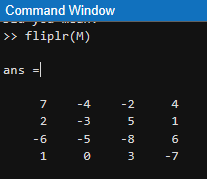 Command Window
>> fliplr(M)
ans =
7 -4 -2 4
2 -3 5 1
-6 -5 -8 6
1 0 3 -7